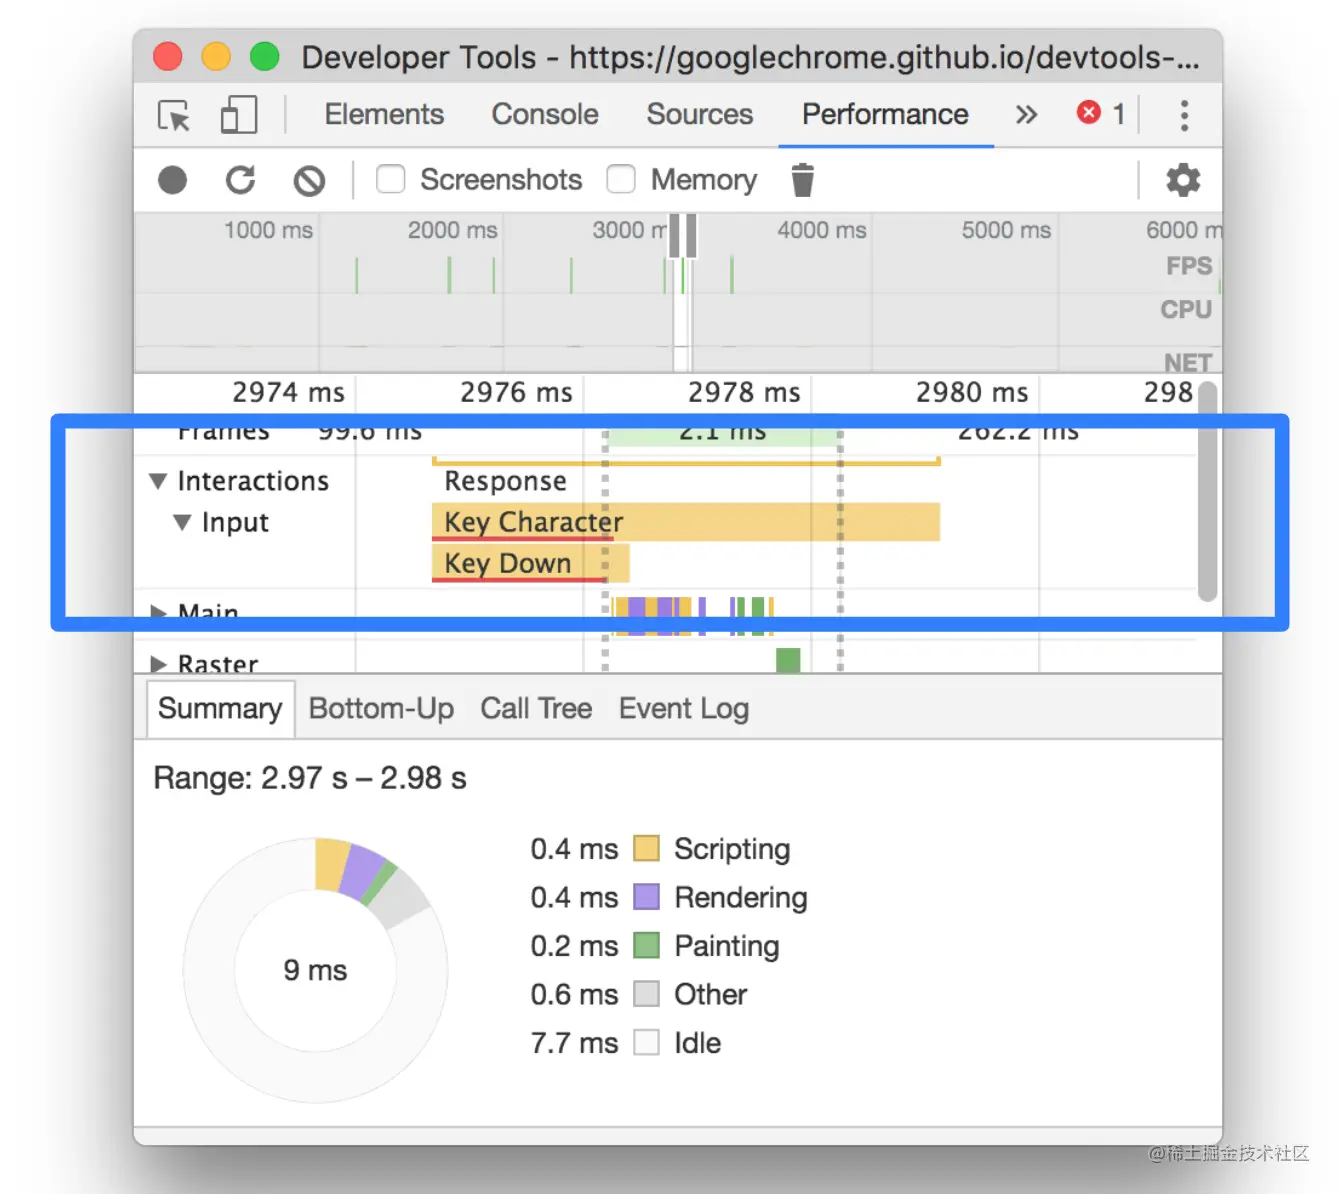 Developer Tools - https://googlechrome.github.io/devtools-...
Elements Console Sources Performance » 1
Screenshots Memory
1000 ms 2000 ms 3000 m 4000 ms 5000 ms 6000 m
FPS
CPU
NET
2974 ms 2976 ms 2978 ms 2980 ms 298
Frames 99.6 ms 2.1 ms 262.2 ms
Interactions Response
Input Key Character
Key Down
Main
Raster
Summary Bottom-Up Call Tree Event Log
Range: 2.97 s – 2.98 s
0.4 ms Scripting
0.4 ms Rendering
0.2 ms Painting
9 ms
0.6 ms Other
7.7 ms Idle
@稀土掘金技术社区